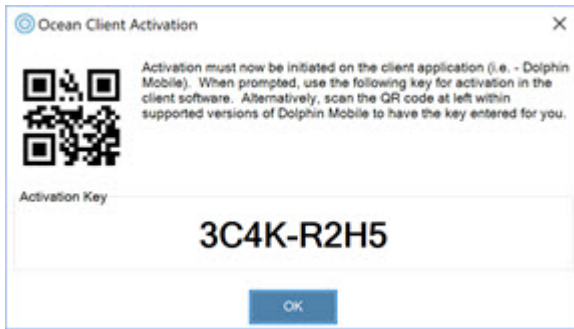 Ocean Client Activation
Activation must now be initiated on the client application (i.e. - Dolphin
Mobile). When prompted, use the following key for activation in the
client software. Alternatively, scan the QR code at left within
supported versions of Dolphin Mobile to have the key entered for you.
Activation Key
3C4K-R2H5
OK